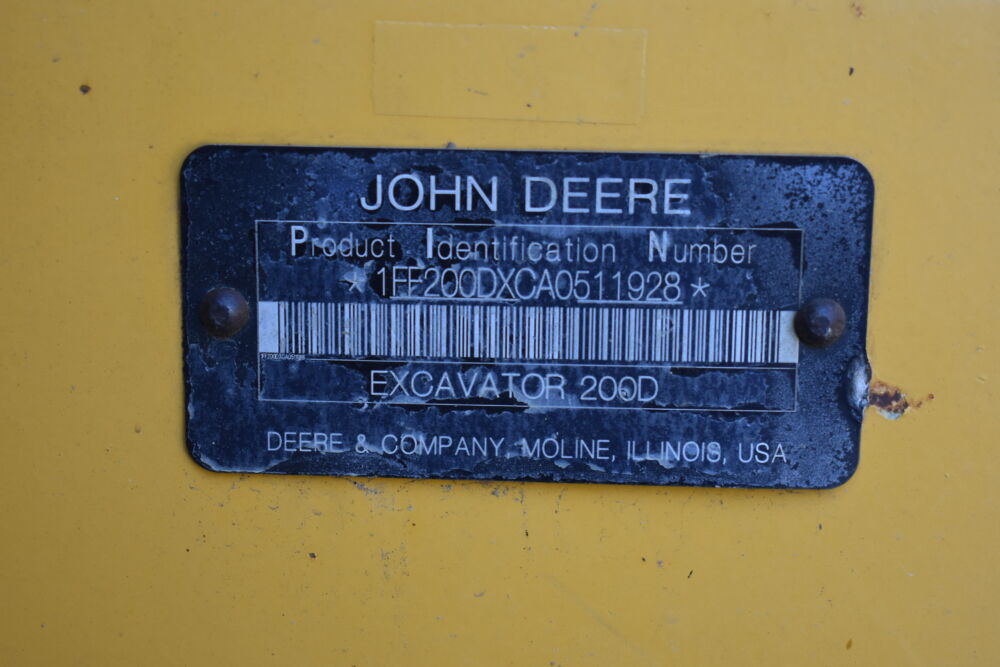 JOHN DEERE
Product Identification Number
* 1FF200DXCA0511928 *
EXCAVATOR 200D
DEERE & COMPANY, MOLINE, ILLINOIS, USA